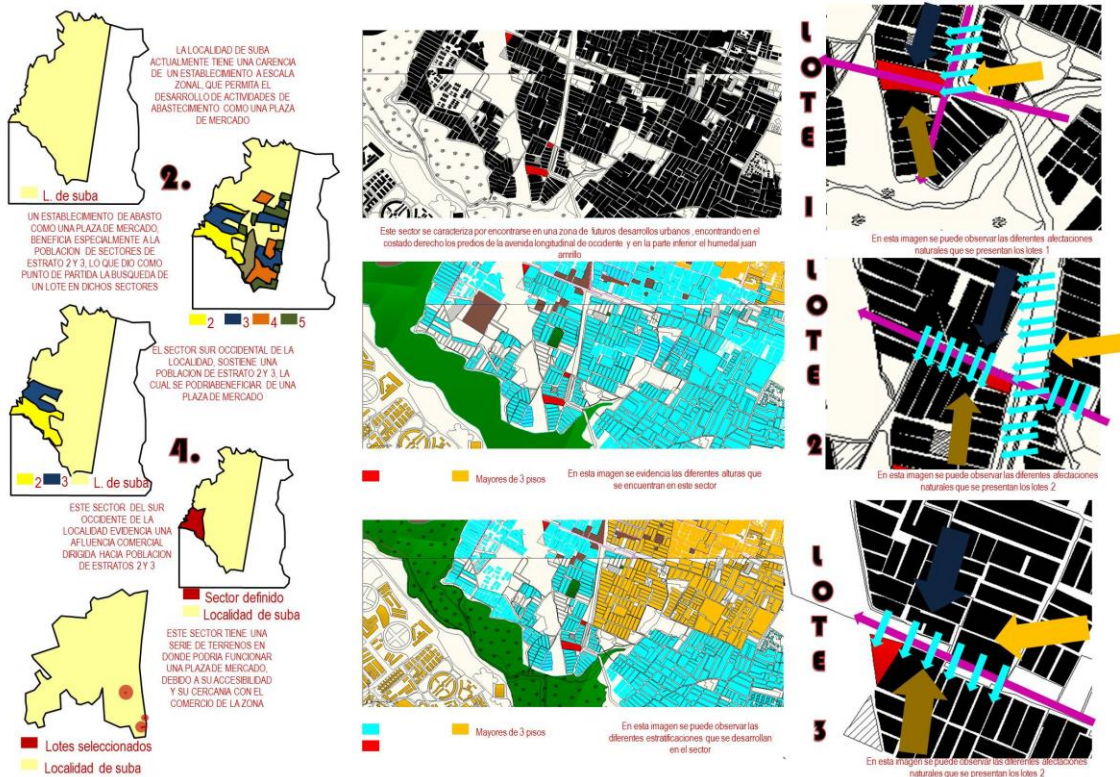 LA LOCALIDAD DE SUBA
ACTUALMENTE TIENE UNA CARENCIA
DE UN ESTABLECIMIENTO A ESCALA
ZONAL, QUE PERMITA EL
DESARROLLO DE ACTIVIDADES DE
ABASTECIMIENTO COMO UNA PLAZA
DE MERCADO
L. de suba
2.
UN ESTABLECIMIENTO DE ABASTO
COMO UNA PLAZA DE MERCADO,
BENEFICIA ESPECIALMENTE A LA
POBLACION DE SECTORES DE
ESTRATO 2 Y 3, LO QUE DIO COMO
PUNTO DE PARTIDA LA BUSQUEDA DE
UN LOTE EN DICHOS SECTORES
2 3 4 5
EL SECTOR SUR OCCIDENTAL DE LA
LOCALIDAD, SOSTIENE UNA
POBLACION DE ESTRATO 2 Y 3, LA
CUAL SE PODRIABENEFICIAR DE UNA
PLAZA DE MERCADO
2 3 L. de suba
4.
ESTE SECTOR DEL SUR
OCCIDENTE DE LA
LOCALIDAD EVIDENCIA UNA
AFLUENCIA COMERCIAL
DIRIGIDA HACIA POBLACION
DE ESTRATOS 2 Y 3
Sector definido
Localidad de suba
ESTE SECTOR TIENE UNA
SERIE DE TERRENOS EN
DONDE PODRIA FUNCIONAR
UNA PLAZA DE MERCADO,
DEBIDO A SU ACCESIBILIDAD
Y SU CERCANIA CON EL
COMERCIO DE LA ZONA
Lotes seleccionados
Localidad de suba
Este sector se caracteriza por encontrarse en una zona de futuros desarrollos urbanos , encontrando en el
costado derecho los predios de la avenida longitudinal de occidente y en la parte inferior el humedal juan
amrillo
Mayores de 3 pisos
En esta imagen se evidencia las diferentes alturas que
se encuentran en este sector
Mayores de 3 pisos
En esta imagen se puede observar las
diferentes estratificaciones que se desarrollan
en el sector
LOTE 1
En esta imagen se puede observar las diferentes afectaciones
naturales que se presentan los lotes 1
LOTE 2
En esta imagen se puede observar las diferentes afectaciones
naturales que se presentan los lotes 2
LOTE 3
En esta imagen se puede observar las diferentes afectaciones
naturales que se presentan los lotes 2